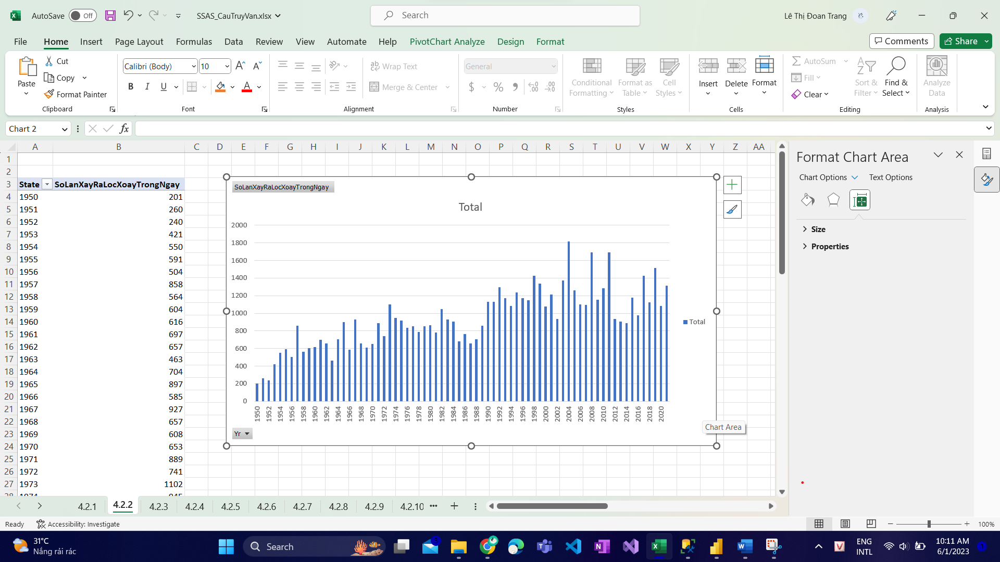 AutoSave Off SSAS_CauTruyVan.xlsx Search Lê Thị Đoan Trang
File Home Insert Page Layout Formulas Data Review View Automate Help PivotChart Analyze Design Format Comments Share
Paste Cut Copy Format Painter Clipboard
Calibri (Body) 10 B I U A Font
Wrap Text Merge & Center Alignment
General $ % Number
Conditional Formatting Format as Table Cell Styles Styles
Insert Delete Format Cells
AutoSum Fill Clear Sort & Filter Find & Select Editing
Analyze Data Analysis
Chart 2 fx
A B C D E F G H I J K L M N O P Q R S T U V W X Y Z AA
1
2
3 State SoLanXayRaLocXoayTrongNgay
4 1950 201
5 1951 260
6 1952 240
7 1953 421
8 1954 550
9 1955 591
10 1956 504
11 1957 858
12 1958 564
13 1959 604
14 1960 616
15 1961 697
16 1962 657
17 1963 463
18 1964 704
19 1965 897
20 1966 585
21 1967 927
22 1968 657
23 1969 608
24 1970 653
25 1971 889
26 1972 741
27 1973 1102
28 1974 945
SoLanXayRaLocXoayTrongNgay
Total
2000
1800
1600
1400
1200
1000
800
600
400
200
0
1950 1952 1954 1956 1958 1960 1962 1964 1966 1968 1970 1972 1974 1976 1978 1980 1982 1984 1986 1988 1990 1992 1994 1996 1998 2000 2002 2004 2006 2008 2010 2012 2014 2016 2018 2020
Total
Yr
Chart Area
Format Chart Area
Chart Options Text Options
Size
Properties
4.2.1 4.2.2 4.2.3 4.2.4 4.2.5 4.2.6 4.2.7 4.2.8 4.2.9 4.2.10 ...
Ready Accessibility: Investigate 100%
31°C
Nắng rải rác
Search
ENG
INTL
10:11 AM
6/1/2023